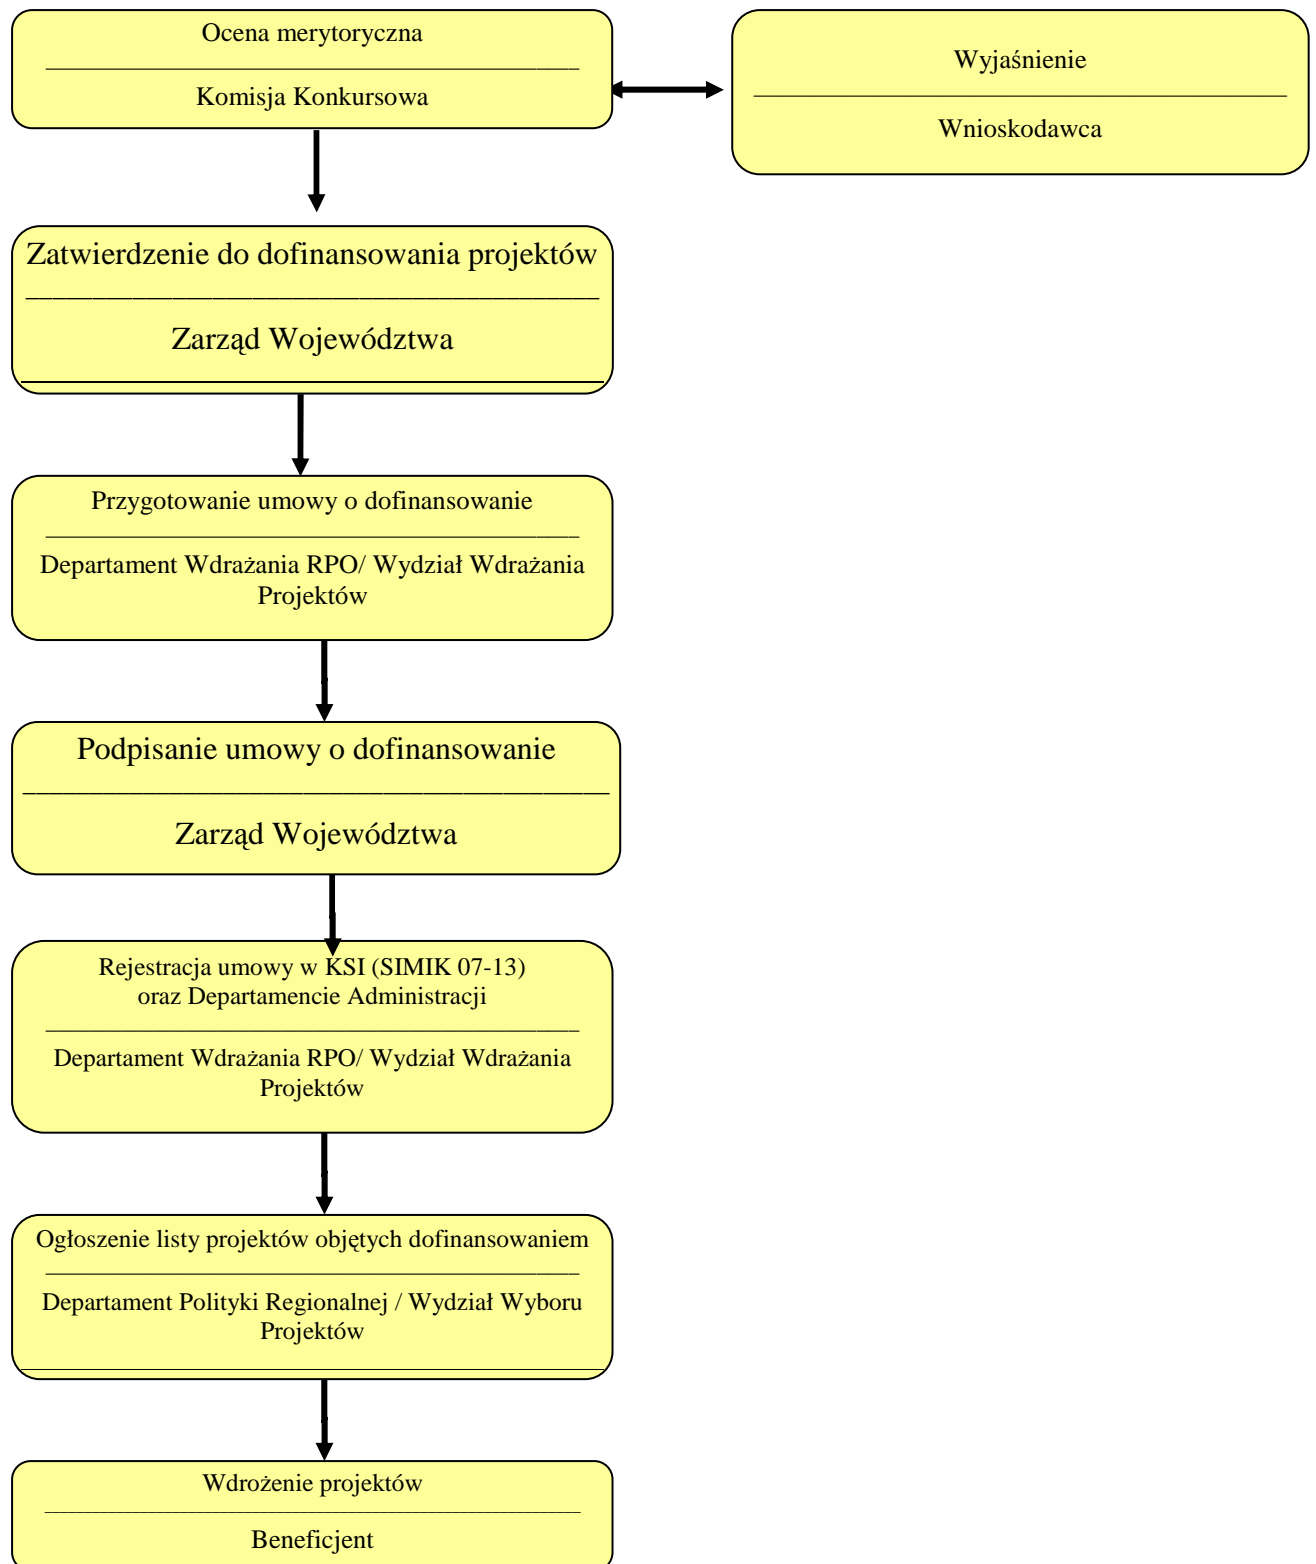 Ocena merytoryczna
Komisja Konkursowa
Wyjaśnienie
Wnioskodawca
Zatwierdzenie do dofinansowania projektów
Zarząd Województwa
Przygotowanie umowy o dofinansowanie
Departament Wdrażania RPO/ Wydział Wdrażania
Projektów
Podpisanie umowy o dofinansowanie
Zarząd Województwa
Rejestracja umowy w KSI (SIMIK 07-13)
oraz Departamencie Administracji
Departament Wdrażania RPO/ Wydział Wdrażania
Projektów
Ogłoszenie listy projektów objętych dofinansowaniem
Departament Polityki Regionalnej / Wydział Wyboru
Projektów
Wdrożenie projektów
Beneficjent